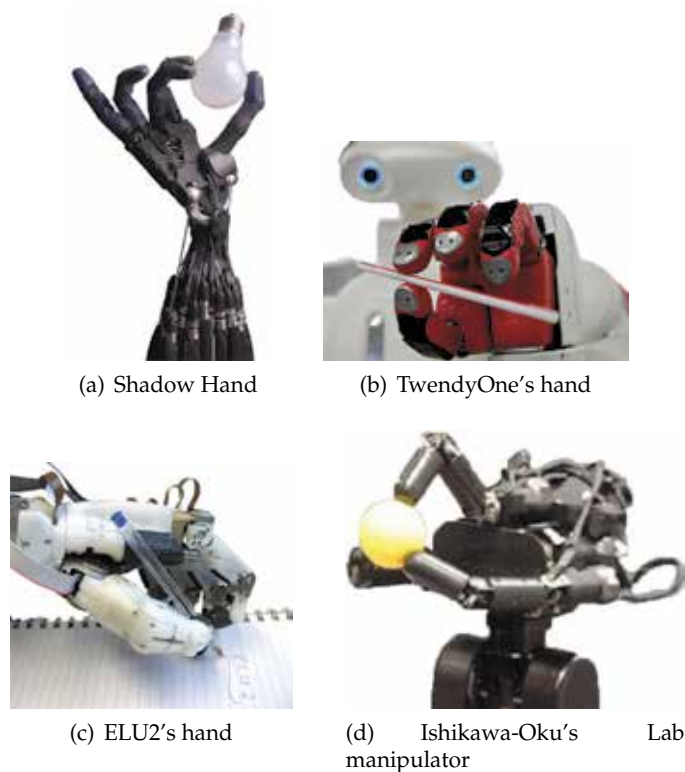 (a) Shadow Hand
(b) TwendyOne's hand
(c) ELU2's hand
(d) Ishikawa-Oku's Lab
manipulator